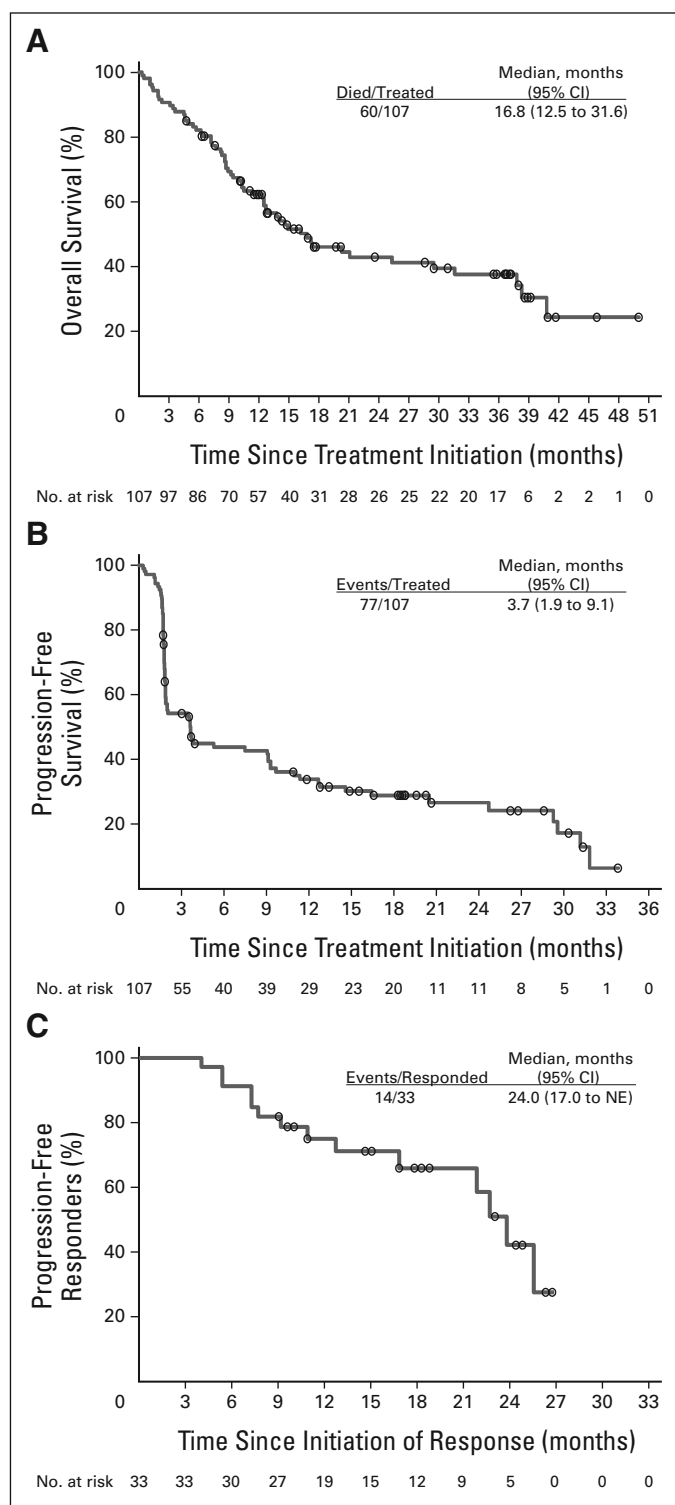 A
Median, months
Died/Treated (95% CI)
60/107 16.8 (12.5 to 31.6)
Overall Survival (%)
100
80
60
40
20
0 3 6 9 12 15 18 21 24 27 30 33 36 39 42 45 48 51
Time Since Treatment Initiation (months)
No. at risk 107 97 86 70 57 40 31 28 26 25 22 20 17 6 2 2 1 0
B
Median, months
Events/Treated (95% CI)
77/107 3.7 (1.9 to 9.1)
Progression-Free
Survival (%)
100
80
60
40
20
0 3 6 9 12 15 18 21 24 27 30 33 36
Time Since Treatment Initiation (months)
No. at risk 107 55 40 39 29 23 20 11 11 8 5 1 0
C
Median, months
Events/Responded (95% CI)
14/33 24.0 (17.0 to NE)
Progression-Free
Responders (%)
100
80
60
40
20
0 3 6 9 12 15 18 21 24 27 30 33
Time Since Initiation of Response (months)
No. at risk 33 33 30 27 19 15 12 9 5 0 0 0